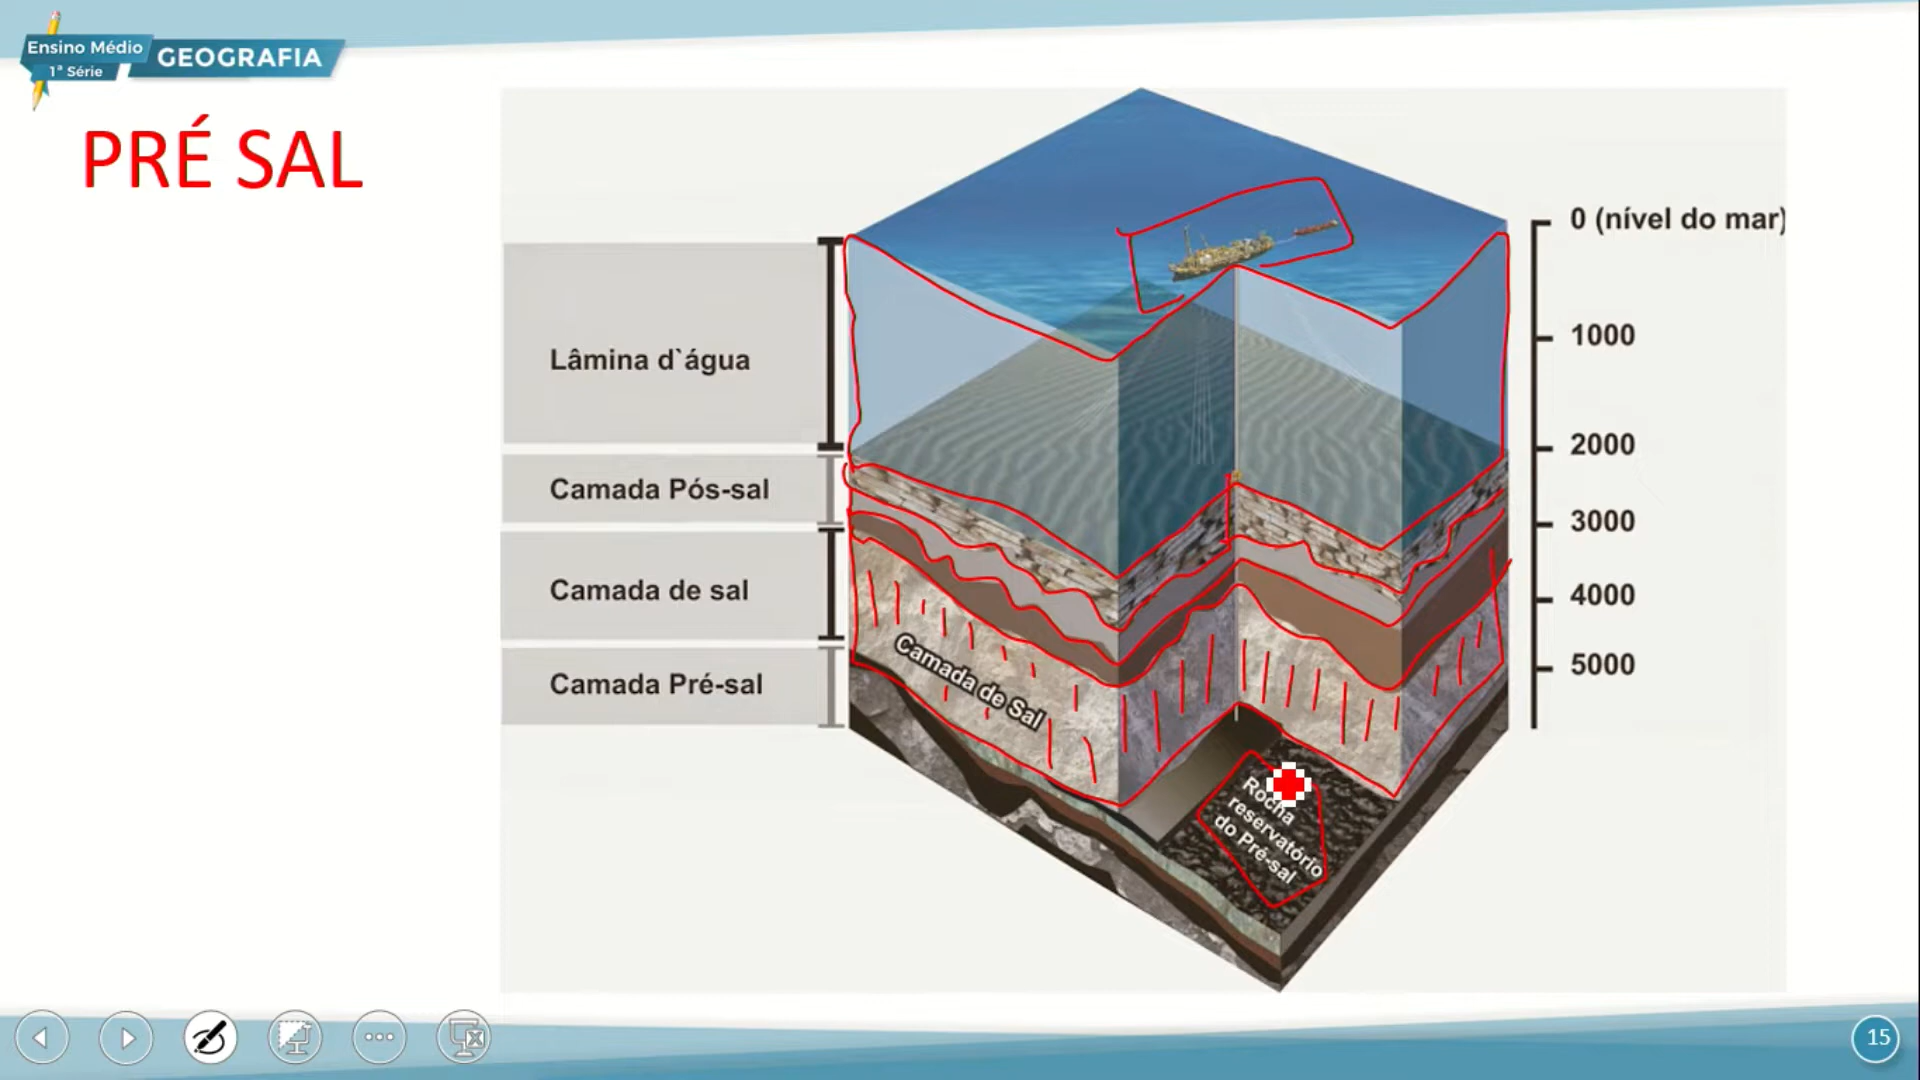 Ensino Médio
1ª Série
GEOGRAFIA
PRÉ SAL
Lâmina d`água
Camada Pós-sal
Camada de sal
Camada Pré-sal
0 (nível do mar)
1000
2000
3000
4000
5000
Camada de Sal
Rocha
reservatório
do Pré-sal
15